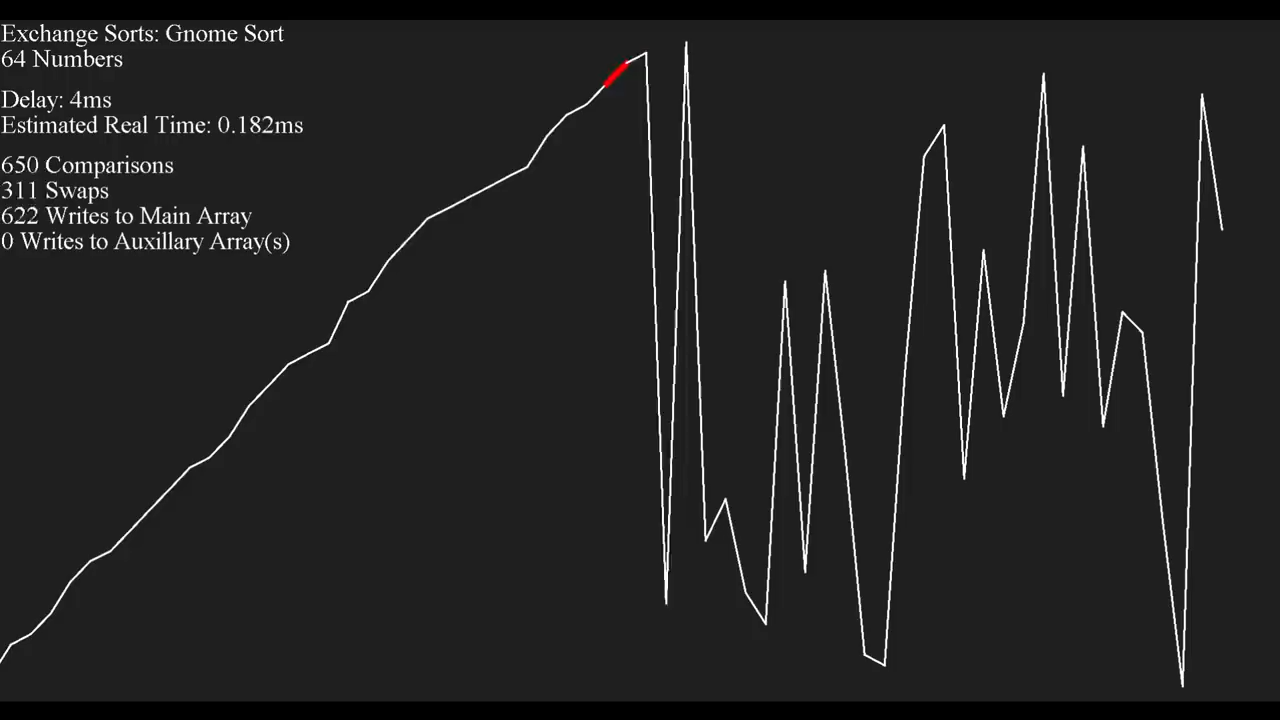 Exchange Sorts: Gnome Sort
64 Numbers
Delay: 4ms
Estimated Real Time: 0.182ms
650 Comparisons
311 Swaps
622 Writes to Main Array
0 Writes to Auxillary Array(s)